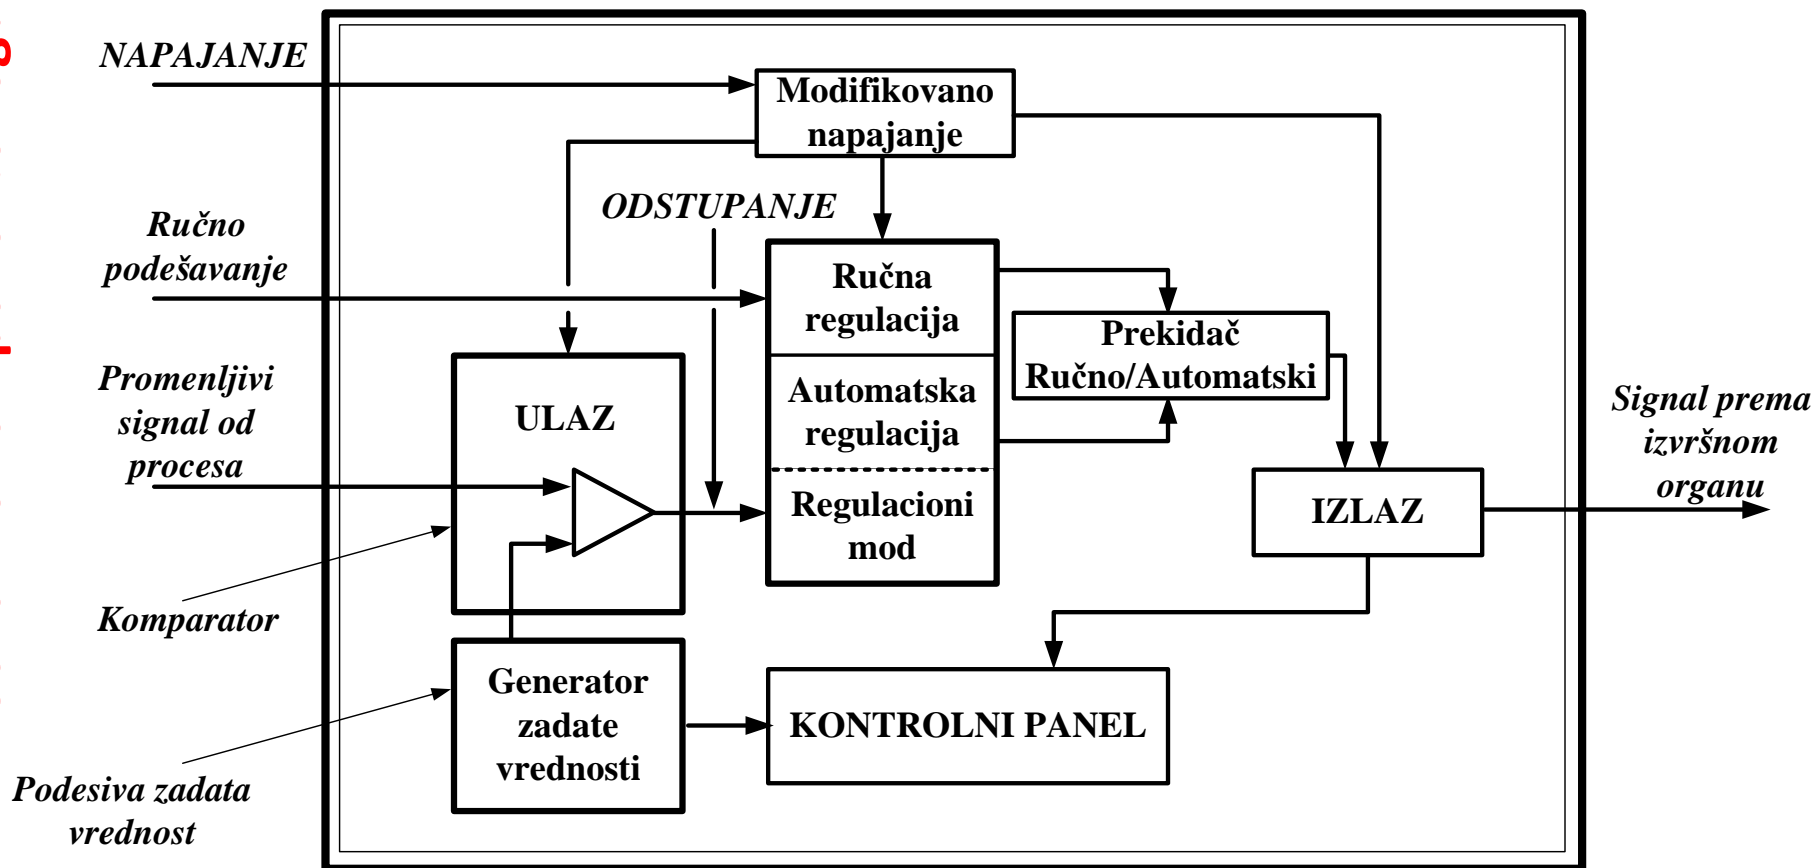 NAPAJANJE
Modifikovano
napajanje
ODSTUPANJE
Ručno
podešavanje
Ručna
regulacija
Prekidač
Ručno/Automatski
Promenljivi
signal od
procesa
ULAZ
Automatska
regulacija
Regulacioni
mod
Signal prema
izvršnom
organu
IZLAZ
Komparator
Generator
zadate
vrednosti
KONTROLNI PANEL
Podesiva zadata
vrednost